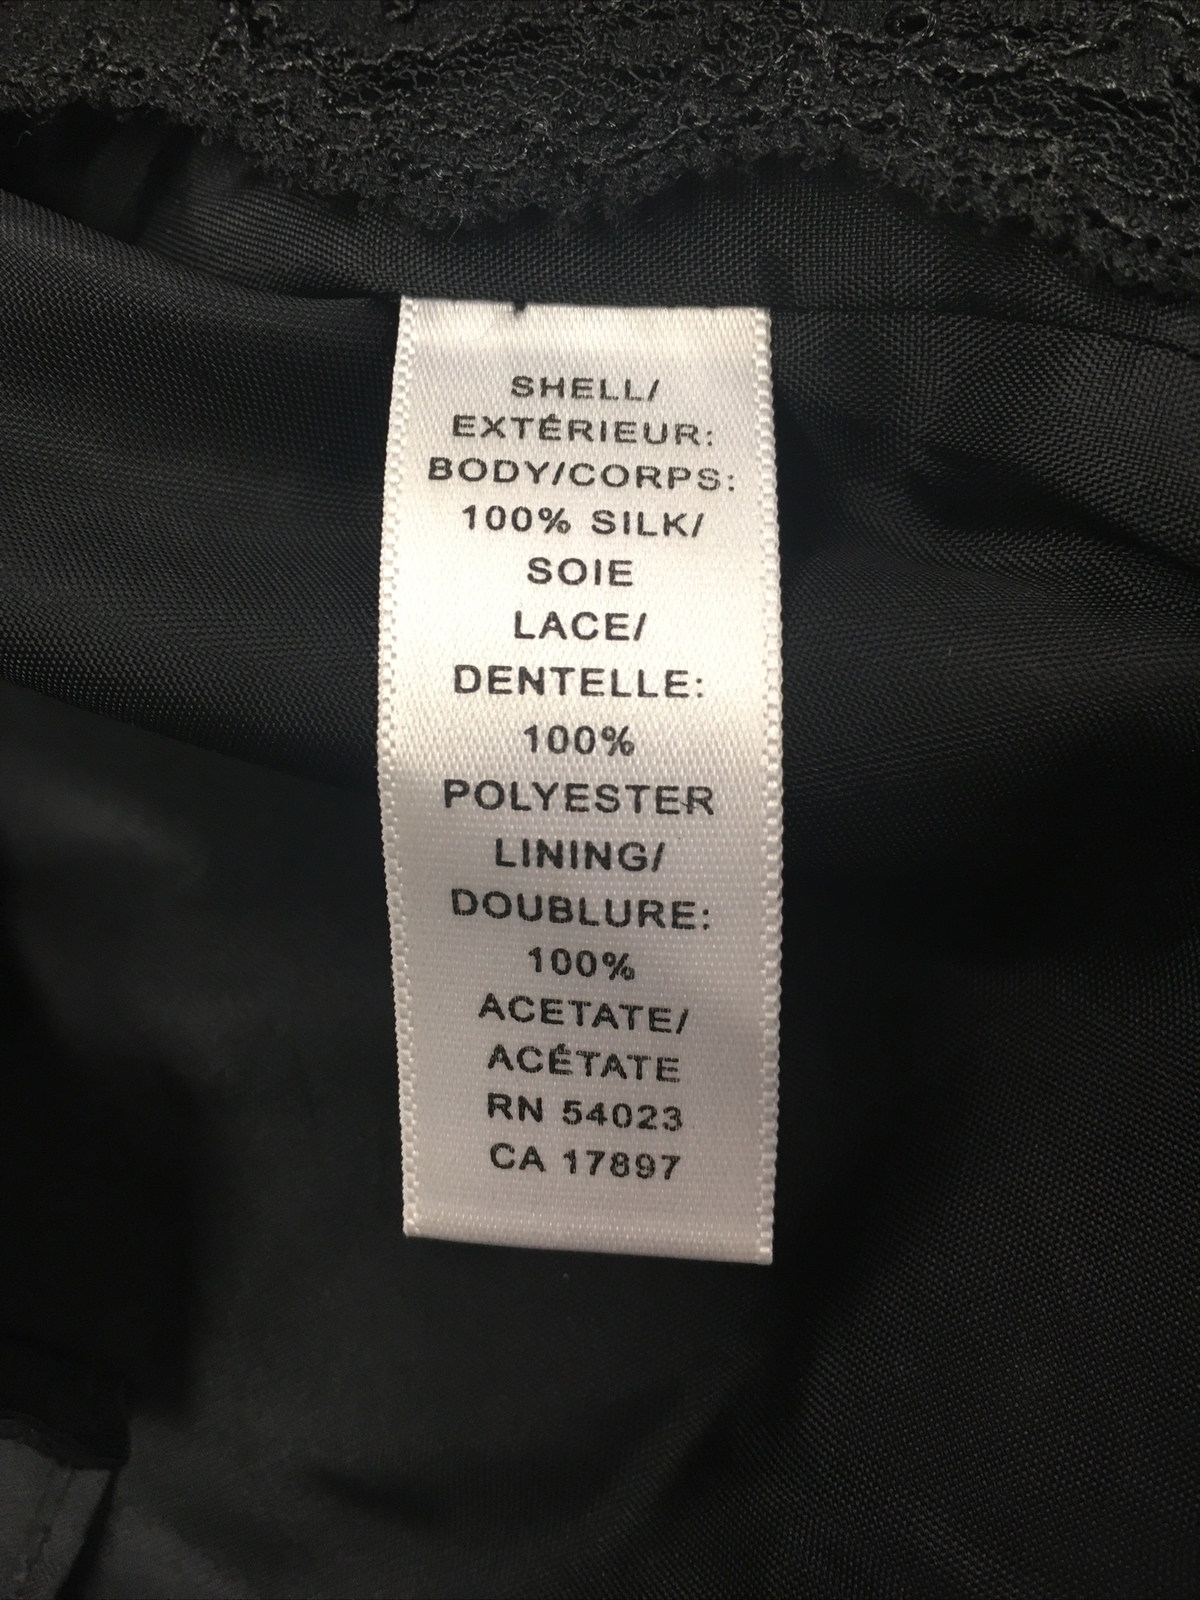 SHELL/
EXTÉRIEUR:
BODY/CORPS:
100% SILK/
SOIE
LACE/
DENTELLE:
100%
POLYESTER
LINING/
DOUBLURE:
100%
ACETATE/
ACÉTATE
RN 54023
CA 17897